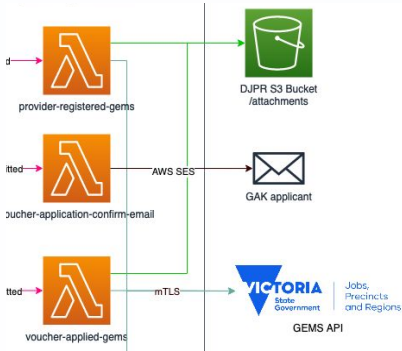 d
provider-registered-gems
DJPR S3 Bucket
/attachments
itted
AWS SES
oucher-application-confirm-email
GAK applicant
tted
mTLS
voucher-applied-gems
VICTORIA
State
Government
Jobs,
Precincts
and Regions
GEMS API